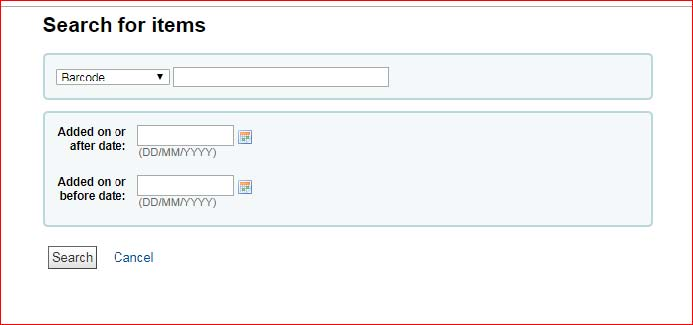 Search for items
Barcode
Added on or
after date:
(DD/MM/YYYY)
Added on or
before date:
(DD/MM/YYYY)
Search Cancel